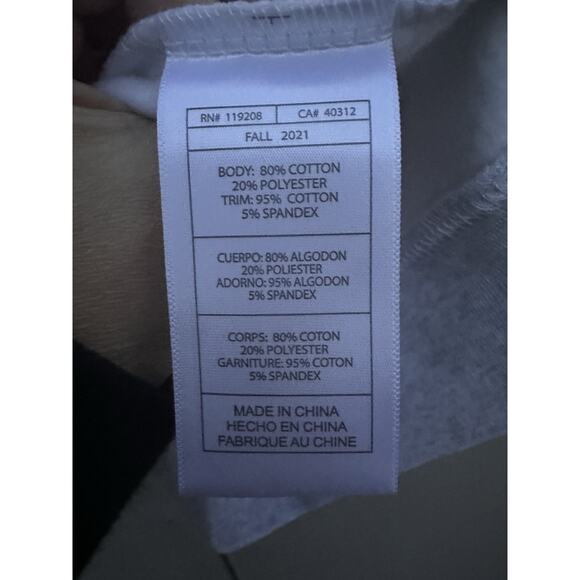 RN# 119208 CA# 40312
FALL 2021
BODY: 80% COTTON
20% POLYESTER
TRIM: 95% COTTON
5% SPANDEX
CUERPO: 80% ALGODON
20% POLIESTER
ADORNO: 95% ALGODON
5% SPANDEX
CORPS: 80% COTON
20% POLYESTER
GARNITURE: 95% COTON
5% SPANDEX
MADE IN CHINA
HECHO EN CHINA
FABRIQUE AU CHINE